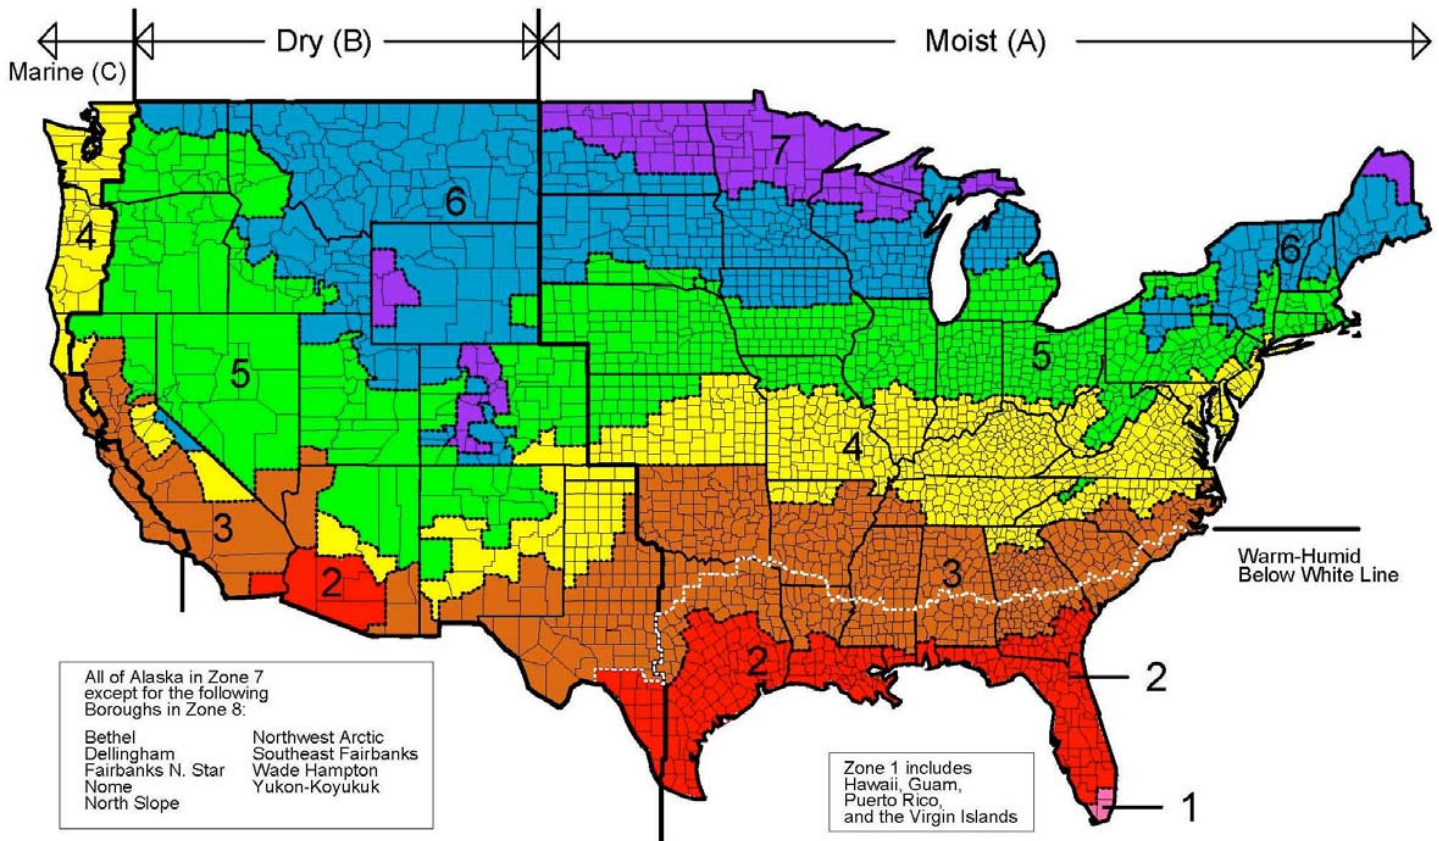 Dry (B)
Moist (A)
Marine (C)
7
6
4
6
5
5
4
3
3
2
2
2
1
Warm-Humid
Below White Line
All of Alaska in Zone 7
except for the following
Boroughs in Zone 8:
Bethel
Dellingham
Fairbanks N. Star
Nome
North Slope
Northwest Arctic
Southeast Fairbanks
Wade Hampton
Yukon-Koyukuk
Zone 1 includes
Hawaii, Guam,
Puerto Rico,
and the Virgin Islands